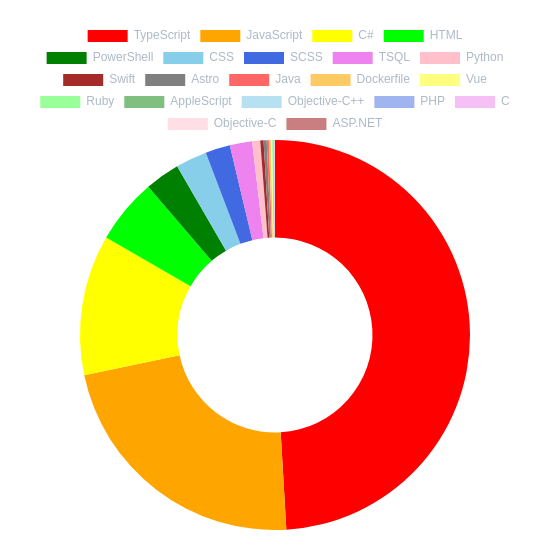 TypeScript JavaScript C# HTML
PowerShell CSS SCSS TSQL Python
Swift Astro Java Dockerfile Vue
Ruby AppleScript Objective-C++ PHP C
Objective-C ASP.NET